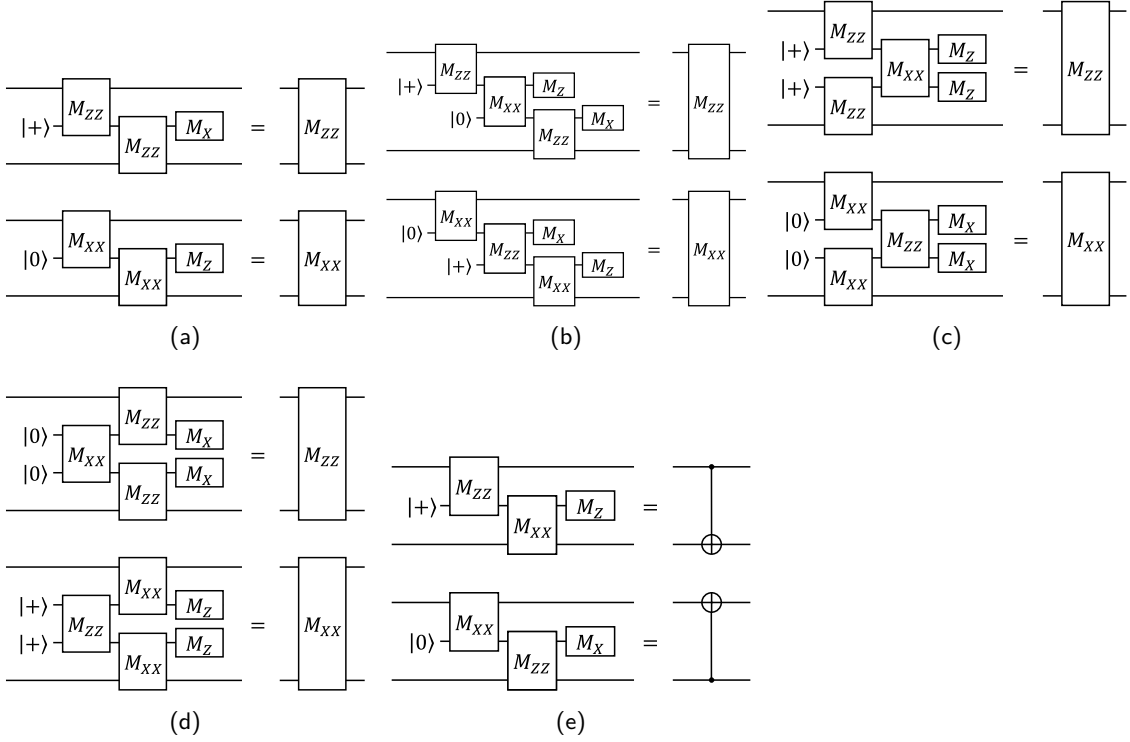 M_ZZ
|+⟩ M_ZZ M_X = M_ZZ
M_XX
|0⟩ M_XX M_Z = M_XX
(a)
M_ZZ
|+⟩ M_XX M_Z
|0⟩ M_ZZ M_X = M_ZZ
M_XX
|0⟩ M_ZZ M_X
|+⟩ M_XX M_Z = M_XX
(b)
M_ZZ
|+⟩ M_XX M_Z
|+⟩ M_ZZ M_Z = M_ZZ
M_XX
|0⟩ M_ZZ M_X
|0⟩ M_XX M_X = M_XX
(c)
M_ZZ
|0⟩ M_XX M_X
|0⟩ M_ZZ M_X = M_ZZ
M_XX
|+⟩ M_ZZ M_Z
|+⟩ M_XX M_Z = M_XX
(d)
M_ZZ
|+⟩ M_XX M_Z =
M_XX
|0⟩ M_ZZ M_X =
(e)